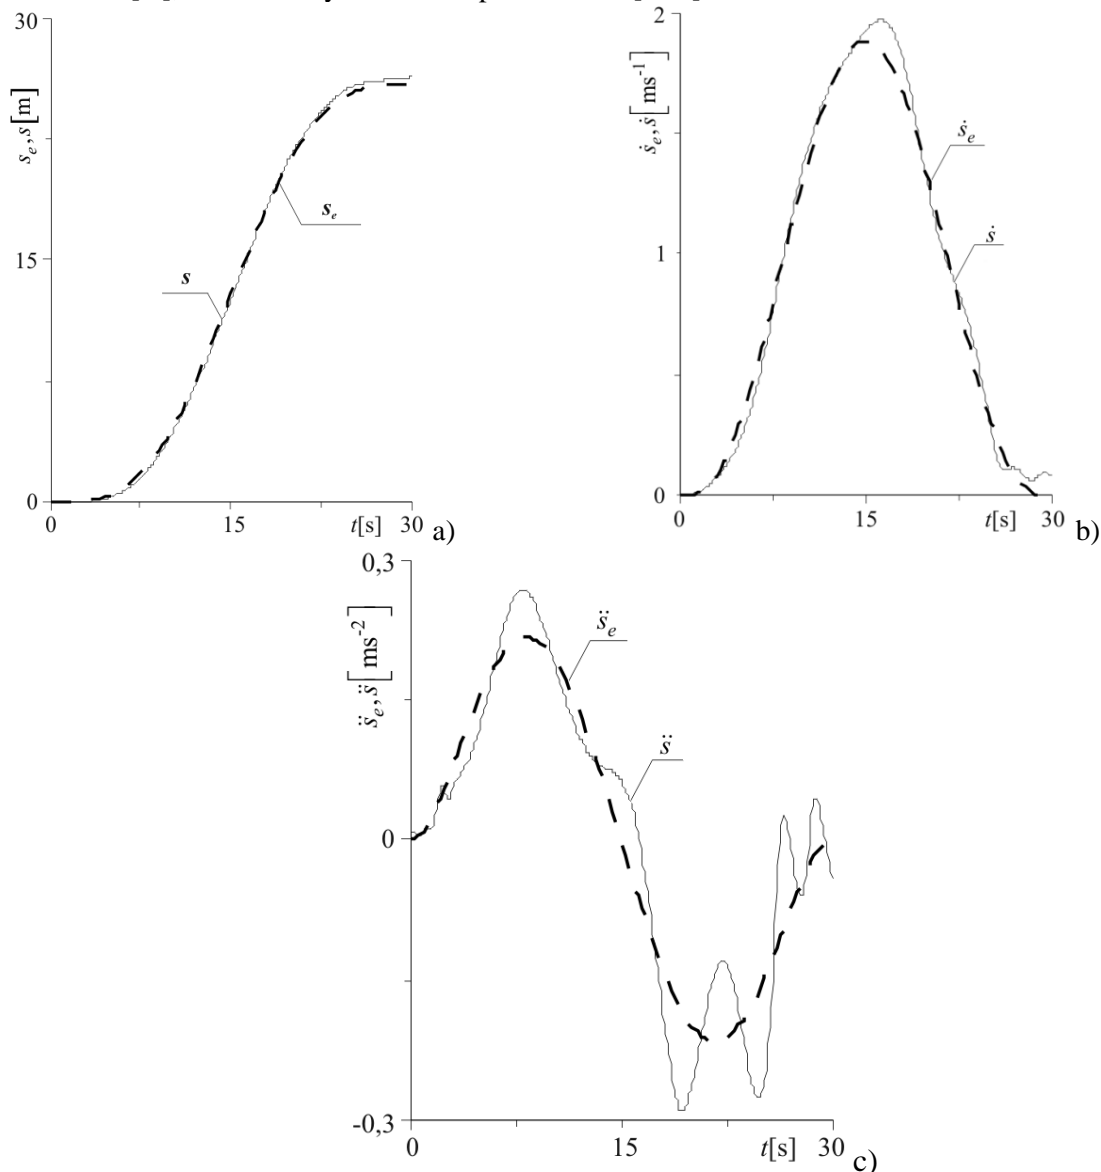 30
s_e, s [m]
s_e
15
s
0
0 15 t[s] 30 a)
2
ṡ_e, ṡ [ms⁻¹]
ṡ_e
1
ṡ
0
0 15 t[s] 30 b)
0,3
s̈_e, s̈ [ms⁻²]
s̈_e
s̈
0
-0,3
0 15 t[s] 30 c)